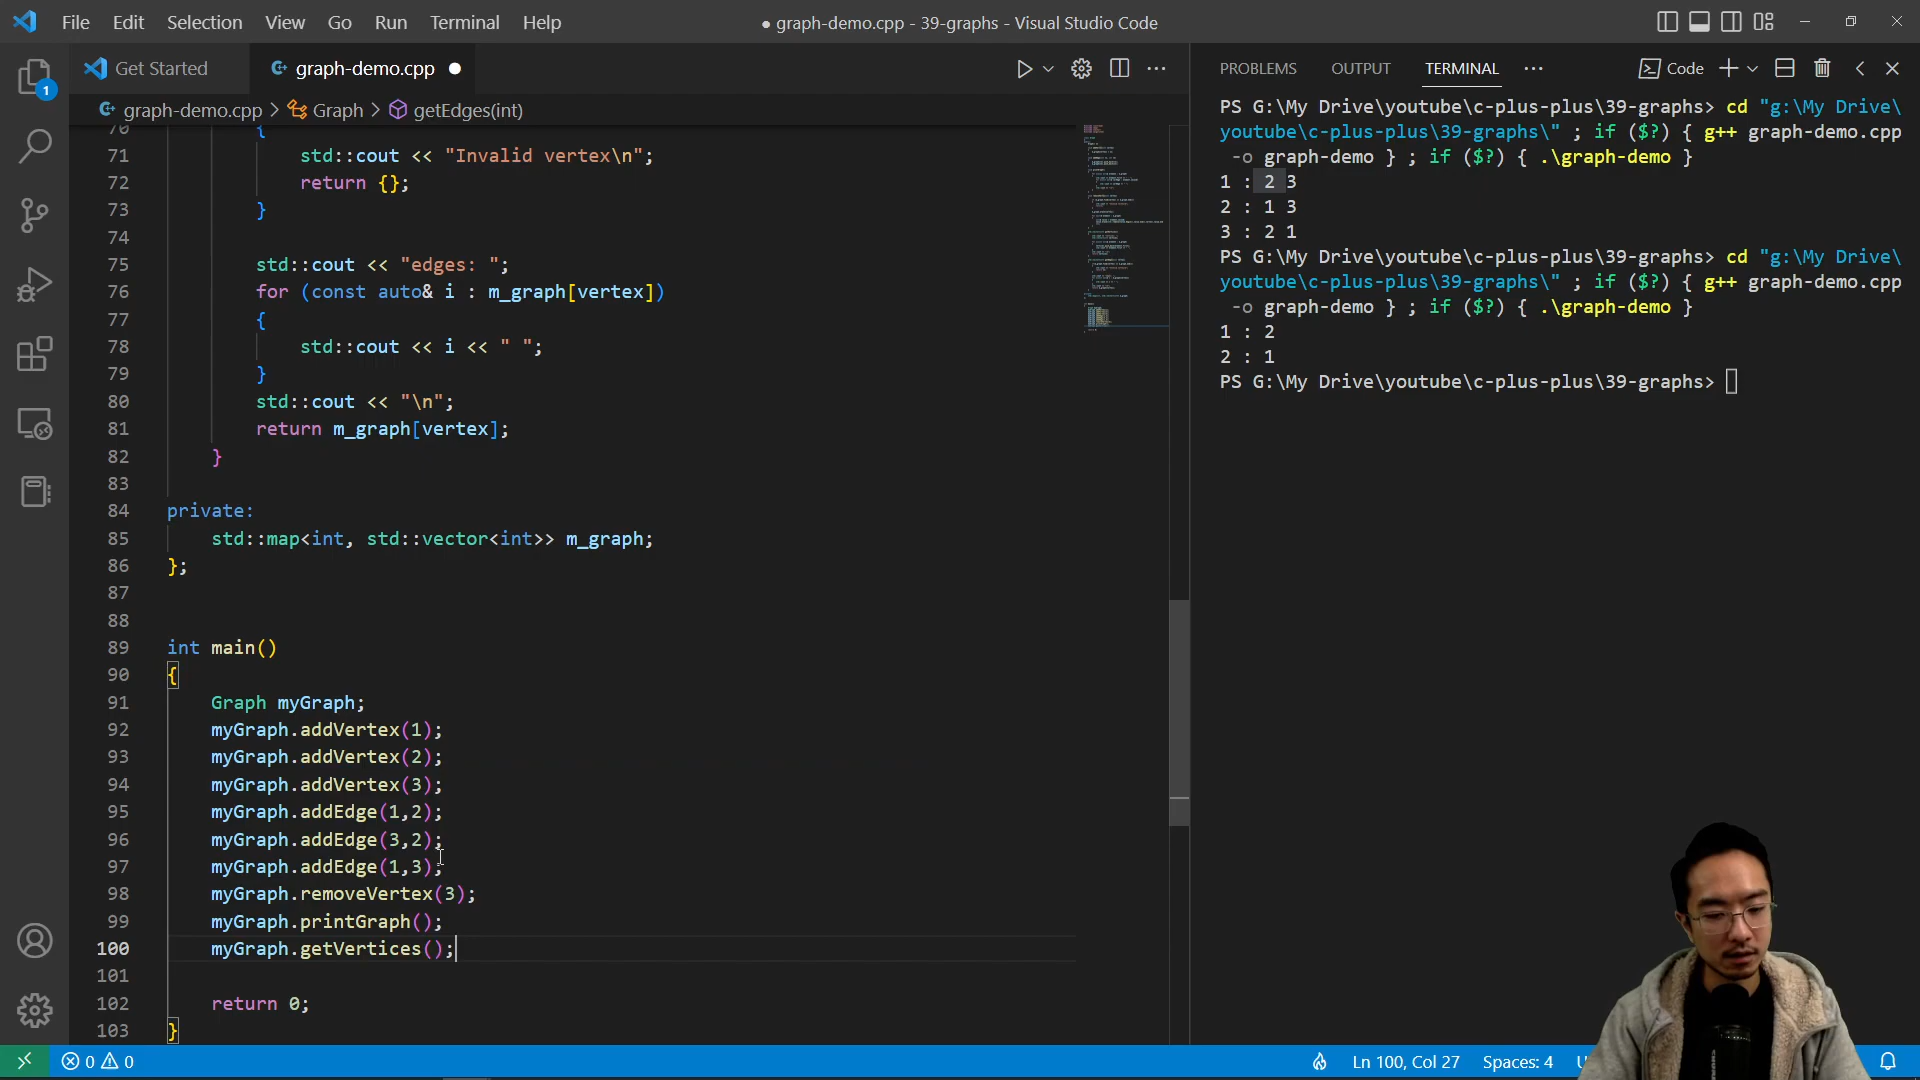 File Edit Selection View Go Run Terminal Help
● graph-demo.cpp - 39-graphs - Visual Studio Code
Get Started
graph-demo.cpp ●
graph-demo.cpp > Graph > getEdges(int)
70 {
71 std::cout << "Invalid vertex\n";
72 return {};
73 }
74
75 std::cout << "edges: ";
76 for (const auto& i : m_graph[vertex])
77 {
78 std::cout << i << " ";
79 }
80 std::cout << "\n";
81 return m_graph[vertex];
82 }
83
84 private:
85 std::map<int, std::vector<int>> m_graph;
86 };
87
88
89 int main()
90 {
91 Graph myGraph;
92 myGraph.addVertex(1);
93 myGraph.addVertex(2);
94 myGraph.addVertex(3);
95 myGraph.addEdge(1,2);
96 myGraph.addEdge(3,2);
97 myGraph.addEdge(1,3);
98 myGraph.removeVertex(3);
99 myGraph.printGraph();
100 myGraph.getVertices();
101
102 return 0;
103 }
PROBLEMS OUTPUT TERMINAL ··· Code
PS G:\My Drive\youtube\c-plus-plus\39-graphs> cd "g:\My Drive\
youtube\c-plus-plus\39-graphs\" ; if ($?) { g++ graph-demo.cpp
-o graph-demo } ; if ($?) { .\graph-demo }
1 : 2 3
2 : 1 3
3 : 2 1
PS G:\My Drive\youtube\c-plus-plus\39-graphs> cd "g:\My Drive\
youtube\c-plus-plus\39-graphs\" ; if ($?) { g++ graph-demo.cpp
-o graph-demo } ; if ($?) { .\graph-demo }
1 : 2
2 : 1
PS G:\My Drive\youtube\c-plus-plus\39-graphs>
1
0 0
Ln 100, Col 27 Spaces: 4